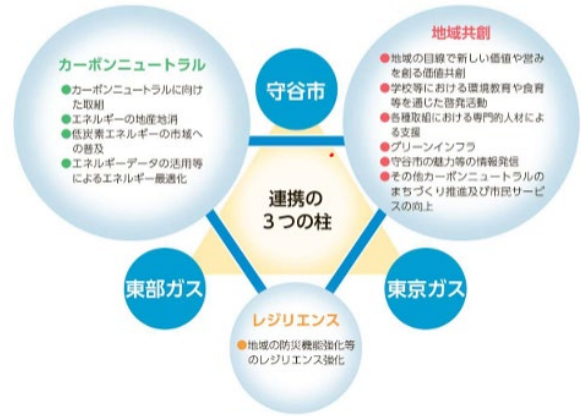 カーボンニュートラル
●カーボンニュートラルに向け
た取組
●エネルギーの地産地消
●低炭素エネルギーの市域へ
の普及
●エネルギーデータの活用等
によるエネルギー最適化
守谷市
地域共創
●地域の目線で新しい価値や営み
を創る価値共創
●学校等における環境教育や食育
等を通じた啓発活動
●各種取組における専門的人材によ
る支援
●グリーンインフラ
●守谷市の魅力等の情報発信
●その他カーボンニュートラルの
まちづくり推進及び市民サービ
スの向上
連携の
3つの柱
東部ガス
東京ガス
レジリエンス
●地域の防災機能強化等
のレジリエンス強化